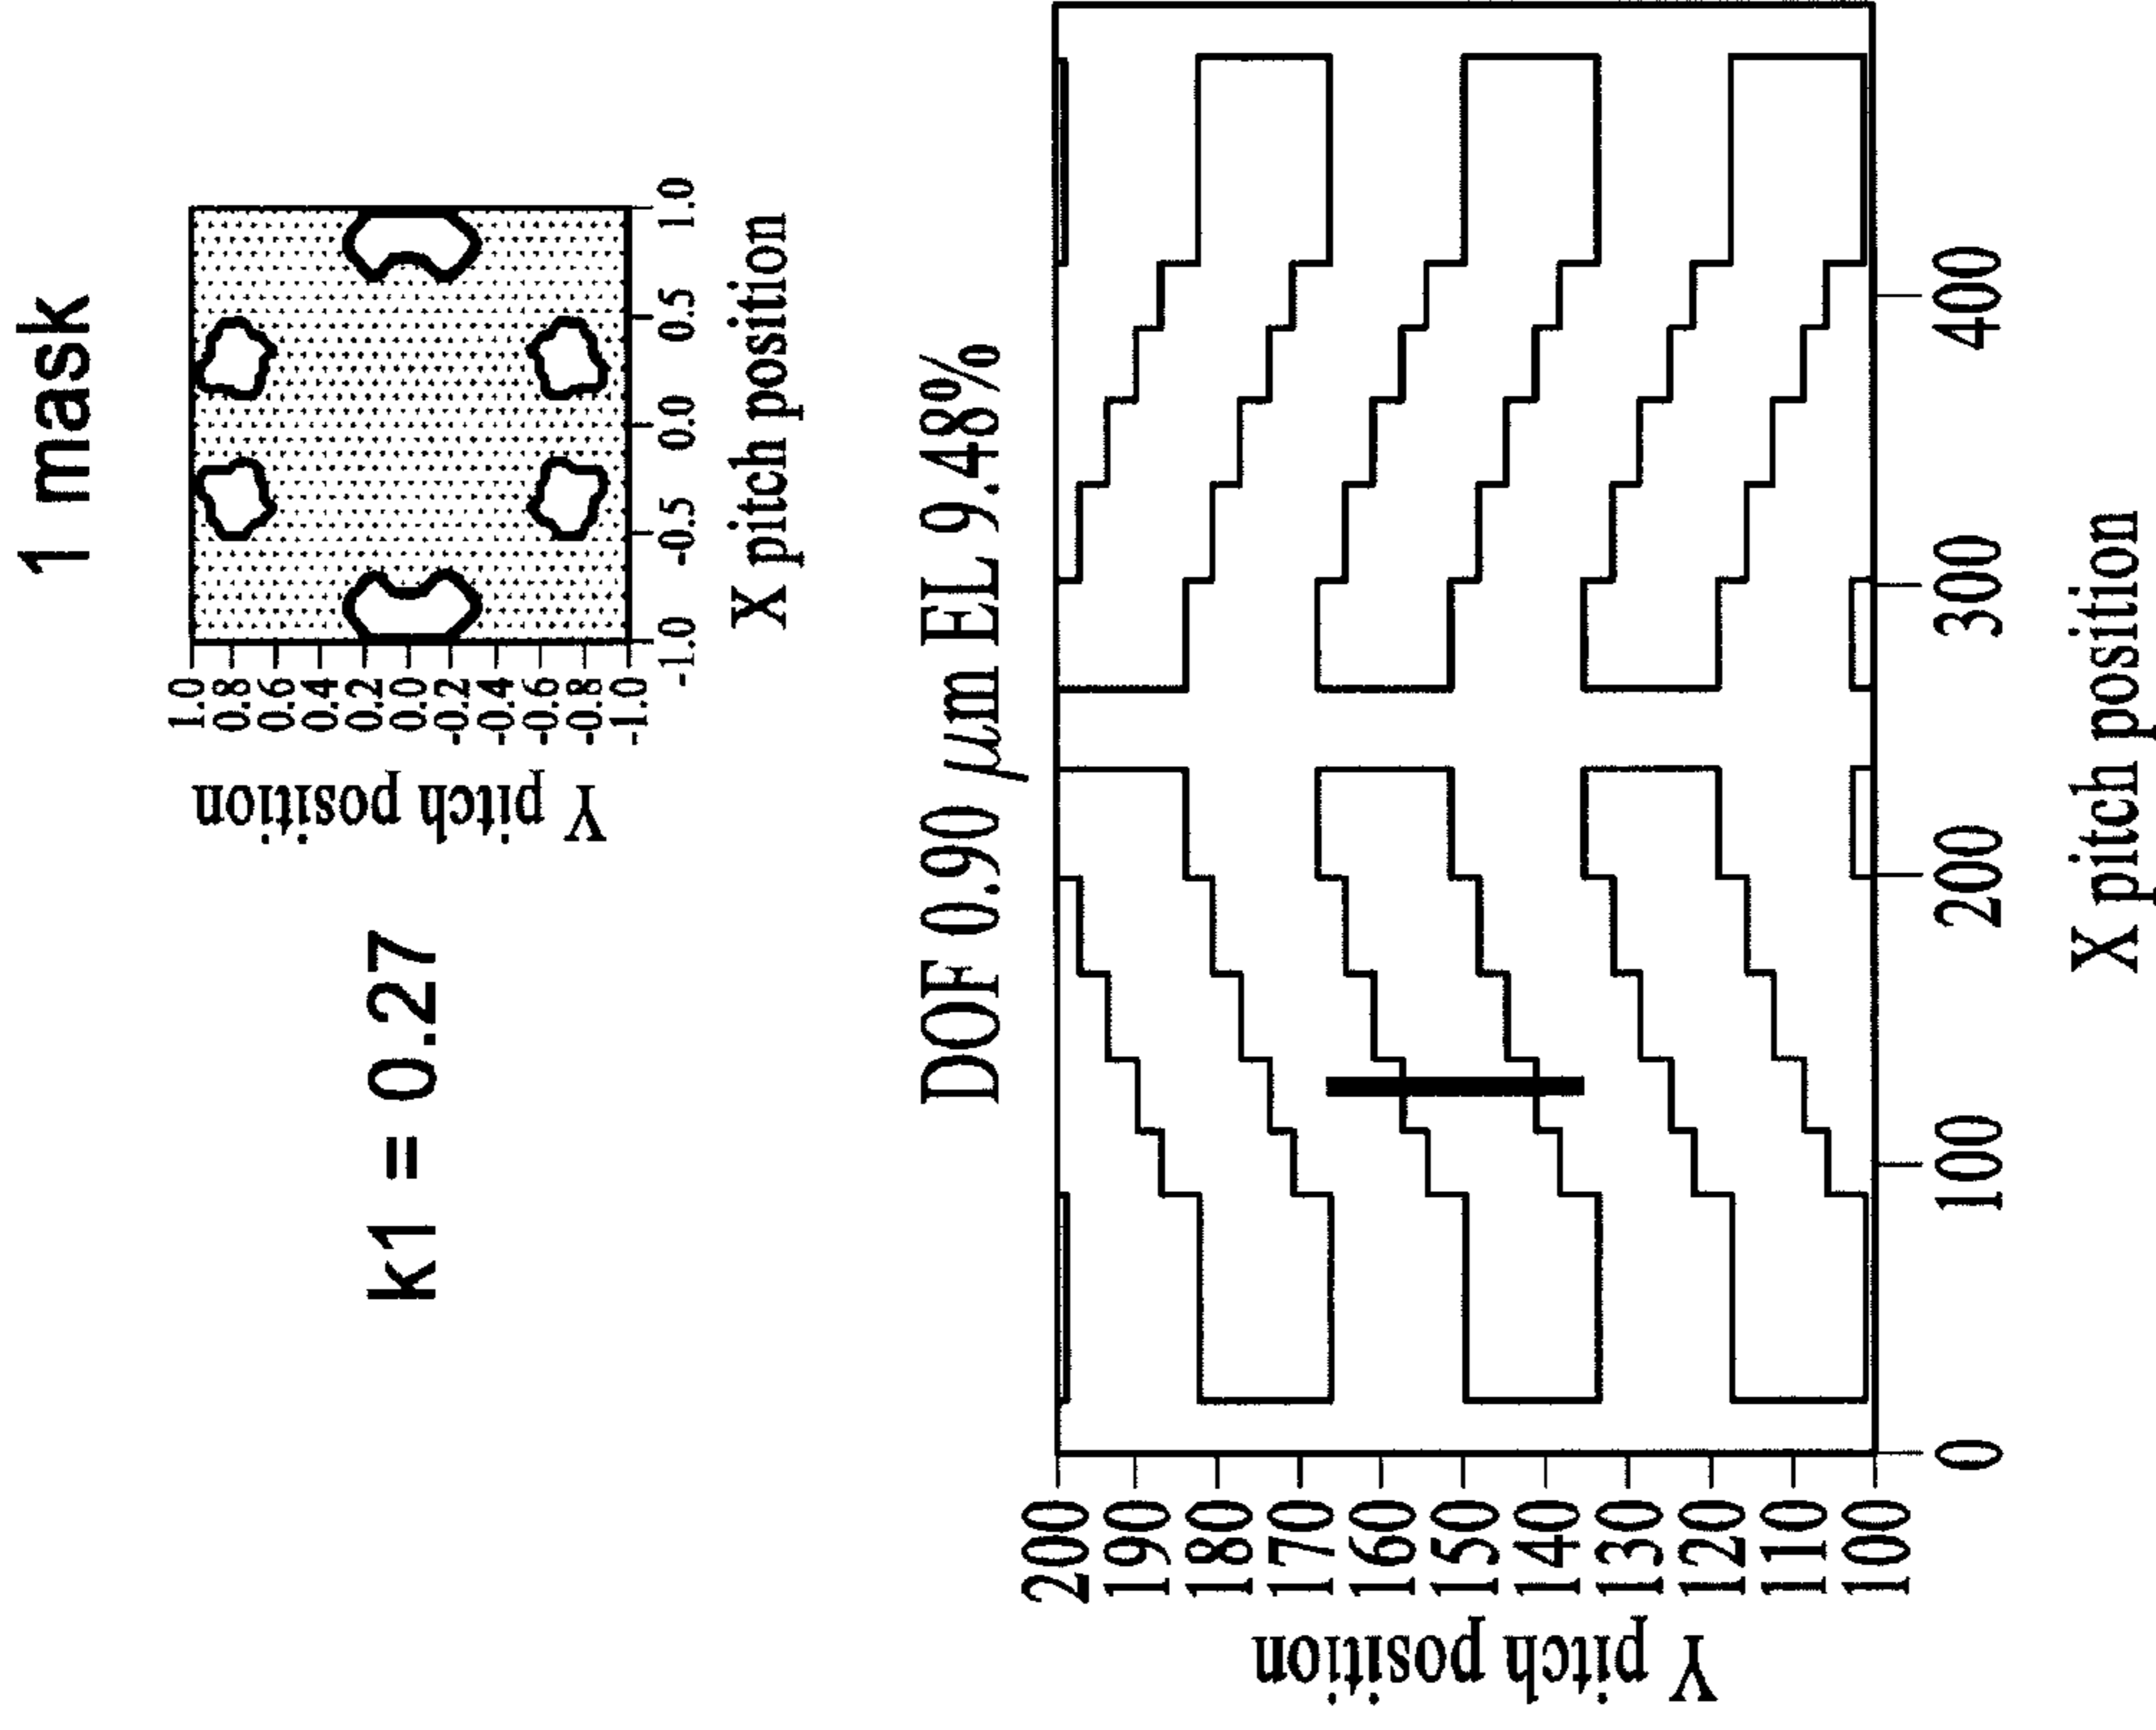 1 mask
k1 = 0.27
Y pitch position
1.0
0.8
0.6
0.4
0.2
0.0
-0.2
-0.4
-0.6
-0.8
-1.0
-1.0 -0.5 0.0 0.5 1.0
X pitch position
DOF 0.90 μm EL 9.48%
Y pitch position
200
190
180
170
160
150
140
130
120
110
100
0 100 200 300 400
X pitch position